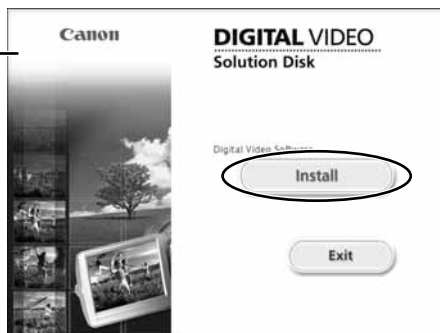 Canon
DIGITAL VIDEO
Solution Disk
Digital Video Software
Install
Exit